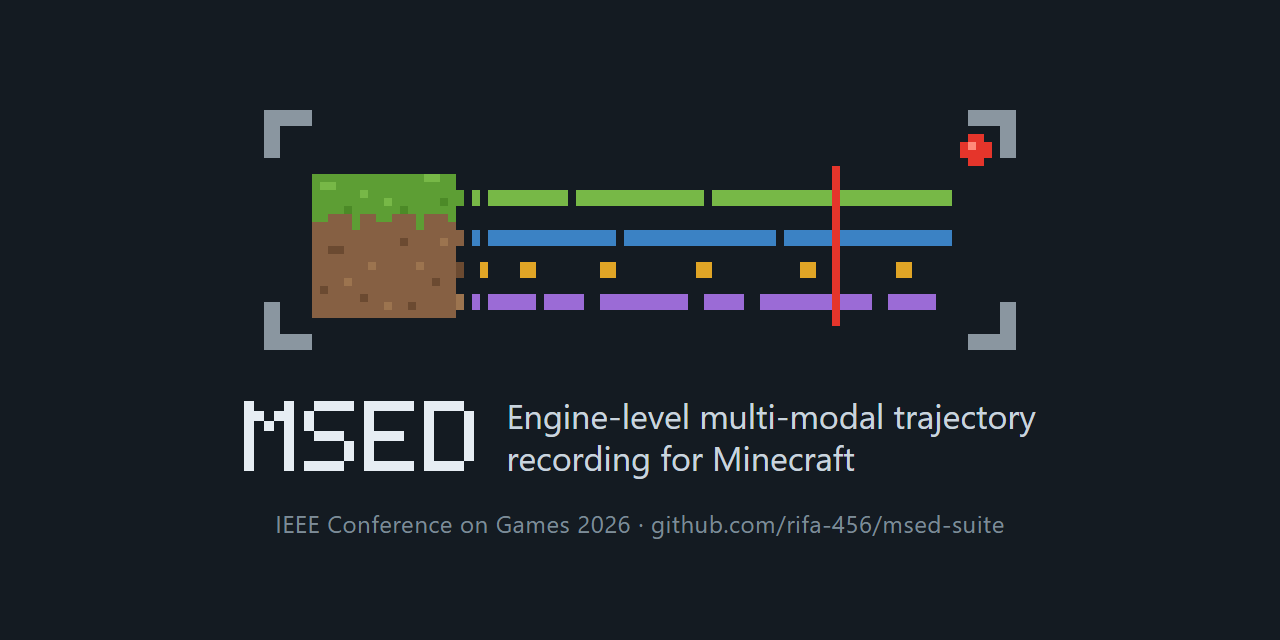 MSED
Engine-level multi-modal trajectory
recording for Minecraft
IEEE Conference on Games 2026 · github.com/rifa-456/msed-suite